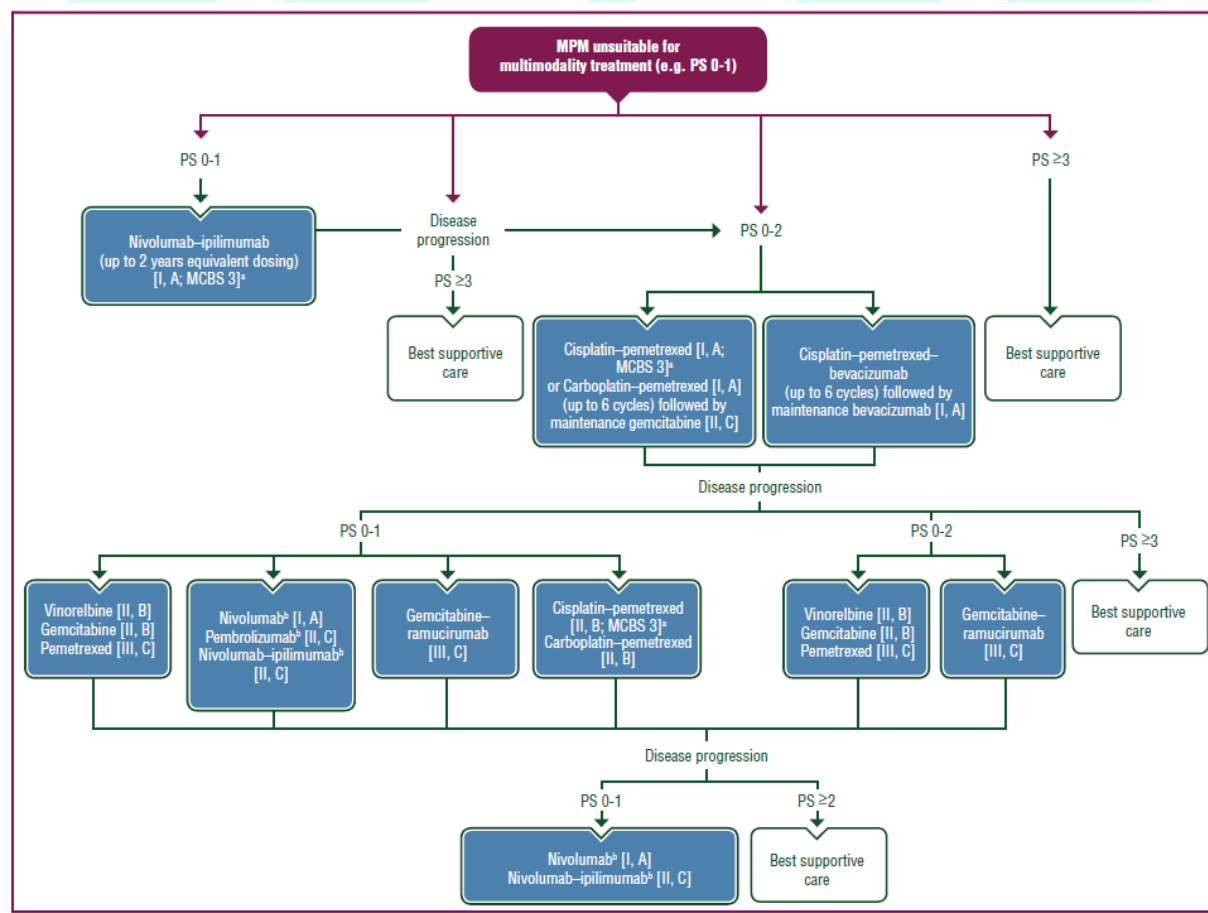 MPM unsuitable for
multimodality treatment (e.g. PS 0-1)
PS 0-1
PS ≥3
Disease
progression
PS 0-2
Nivolumab–ipilimumab
(up to 2 years equivalent dosing)
[I, A; MCBS 3]ᵃ
PS ≥3
Best supportive
care
Cisplatin–pemetrexed [I, A;
MCBS 3]ᵃ
or Carboplatin–pemetrexed [I, A]
(up to 6 cycles) followed by
maintenance gemcitabine [II, C]
Cisplatin–pemetrexed–
bevacizumab
(up to 6 cycles) followed by
maintenance bevacizumab [I, A]
Best supportive
care
Disease progression
PS 0-1
PS 0-2
PS ≥3
Vinorelbine [II, B]
Gemcitabine [II, B]
Pemetrexed [III, C]
Nivolumabᵇ [I, A]
Pembrolizumabᵇ [II, C]
Nivolumab–ipilimumabᵇ
[II, C]
Gemcitabine–
ramucirumab
[III, C]
Cisplatin–pemetrexed
[II, B; MCBS 3]ᵃ
Carboplatin–pemetrexed
[II, B]
Vinorelbine [II, B]
Gemcitabine [II, B]
Pemetrexed [III, C]
Gemcitabine–
ramucirumab
[III, C]
Best supportive
care
Disease progression
PS 0-1
PS ≥2
Nivolumabᵇ [I, A]
Nivolumab–ipilimumabᵇ [II, C]
Best supportive
care